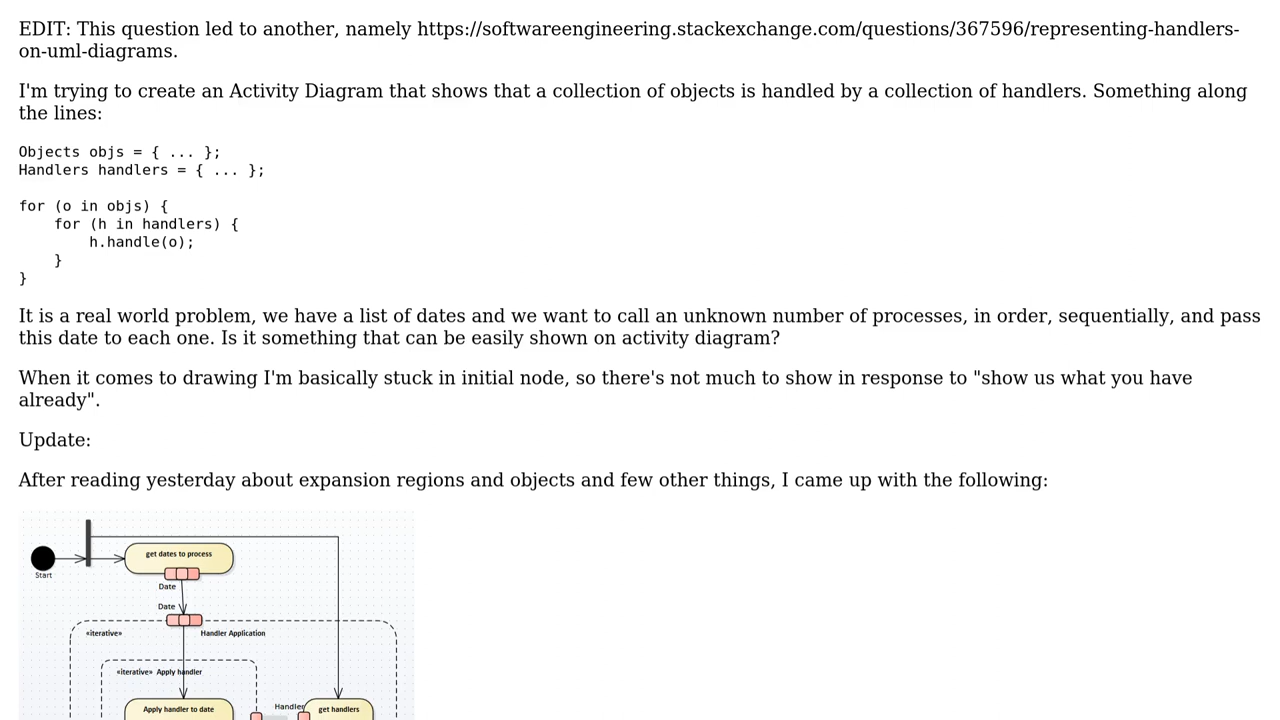 EDIT: This question led to another, namely https://softwareengineering.stackexchange.com/questions/367596/representing-handlers-
on-uml-diagrams.
I'm trying to create an Activity Diagram that shows that a collection of objects is handled by a collection of handlers. Something along
the lines:
Objects objs = { ... };
Handlers handlers = { ... };
for (o in objs) {
    for (h in handlers) {
        h.handle(o);
    }
}
It is a real world problem, we have a list of dates and we want to call an unknown number of processes, in order, sequentially, and pass
this date to each one. Is it something that can be easily shown on activity diagram?
When it comes to drawing I'm basically stuck in initial node, so there's not much to show in response to "show us what you have
already".
Update:
After reading yesterday about expansion regions and objects and few other things, I came up with the following:
get dates to process
Start
Date
Date
«iterative»
Handler Application
«iterative» Apply handler
Apply handler to date
Handler
get handlers